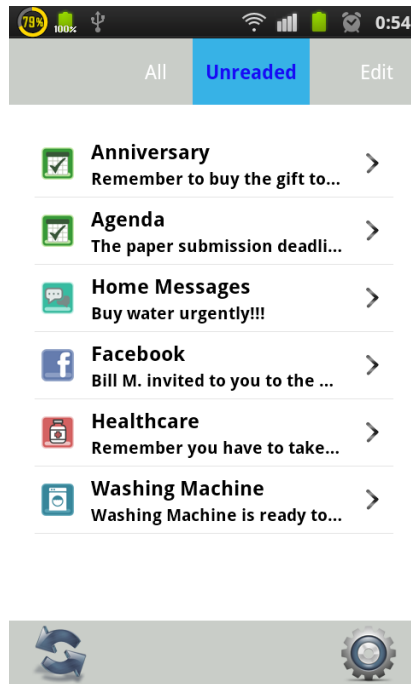 79% 100% 0:54
All Unreaded Edit
Anniversary
Remember to buy the gift to...
Agenda
The paper submission deadli...
Home Messages
Buy water urgently!!!
Facebook
Bill M. invited to you to the ...
Healthcare
Remember you have to take...
Washing Machine
Washing Machine is ready to...